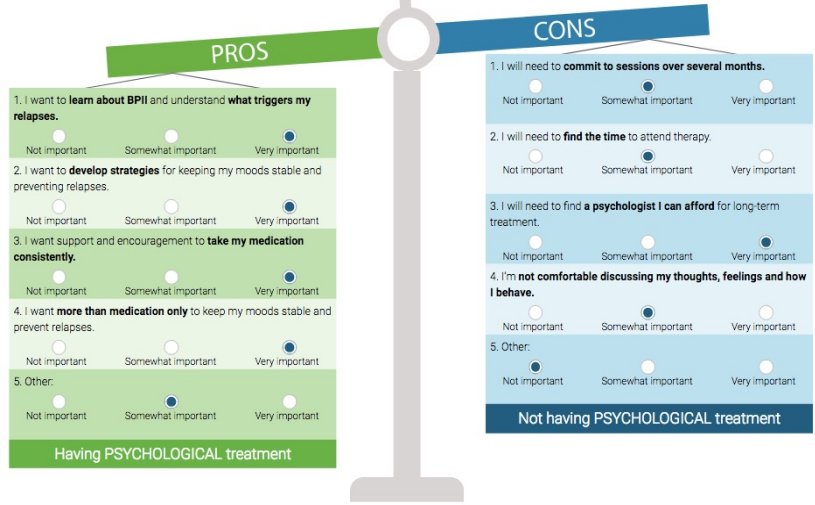 PROS
1. I want to learn about BPII and understand what triggers my
relapses.
Not important Somewhat important Very important
2. I want to develop strategies for keeping my moods stable and
preventing relapses.
Not important Somewhat important Very important
3. I want support and encouragement to take my medication
consistently.
Not important Somewhat important Very important
4. I want more than medication only to keep my moods stable and
prevent relapses.
Not important Somewhat important Very important
5. Other:
Not important Somewhat important Very important
Having PSYCHOLOGICAL treatment
CONS
1. I will need to commit to sessions over several months.
Not important Somewhat important Very important
2. I will need to find the time to attend therapy.
Not important Somewhat important Very important
3. I will need to find a psychologist I can afford for long-term
treatment.
Not important Somewhat important Very important
4. I'm not comfortable discussing my thoughts, feelings and how
I behave.
Not important Somewhat important Very important
5. Other:
Not important Somewhat important Very important
Not having PSYCHOLOGICAL treatment